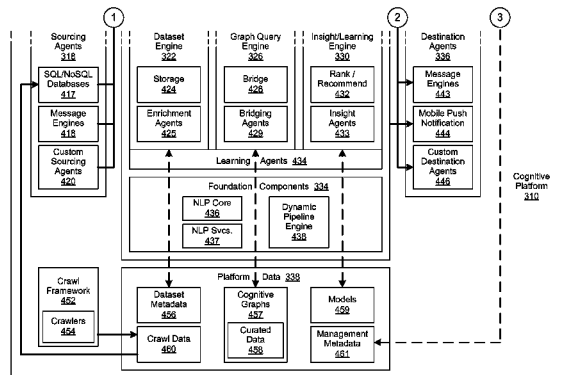 1
2
3
Sourcing
Agents
318
Dataset
Engine
322
Graph Query
Engine
326
Insight/Learning
Engine
330
Destination
Agents
336
SQL/NoSQL
Databases
417
Message
Engines
418
Custom
Sourcing
Agents
420
Storage
424
Enrichment
Agents
425
Bridge
428
Bridging
Agents
429
Rank /
Recommend
432
Insight
Agents
433
Learning Agents 434
Message
Engines
443
Mobile Push
Notification
444
Custom
Destination
Agents
446
Cognitive
Platform
310
Foundation Components 334
NLP Core
436
NLP Svcs.
437
Dynamic
Pipeline
Engine
438
Crawl
Framework
452
Crawlers
454
Platform Data 338
Dataset
Metadata
456
Crawl Data
460
Cognitive
Graphs
457
Curated
Data
458
Models
459
Management
Metadata
461